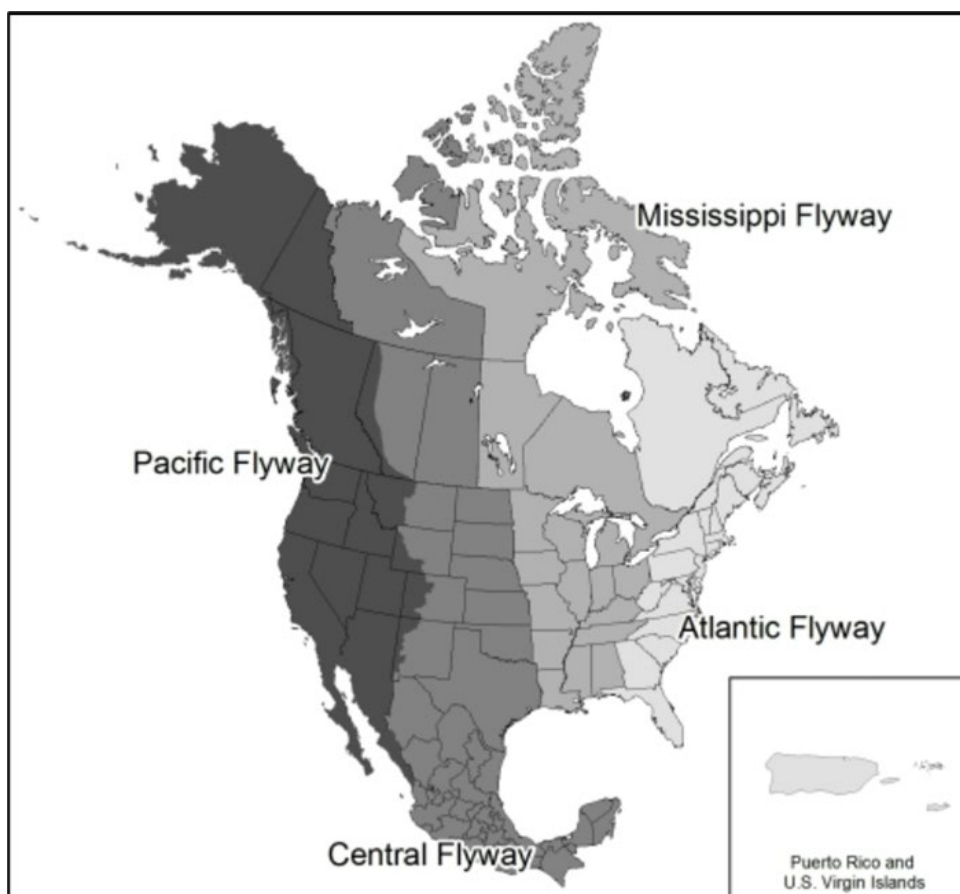 Mississippi Flyway
Pacific Flyway
Atlantic Flyway
Central Flyway
Puerto Rico and
U.S. Virgin Islands